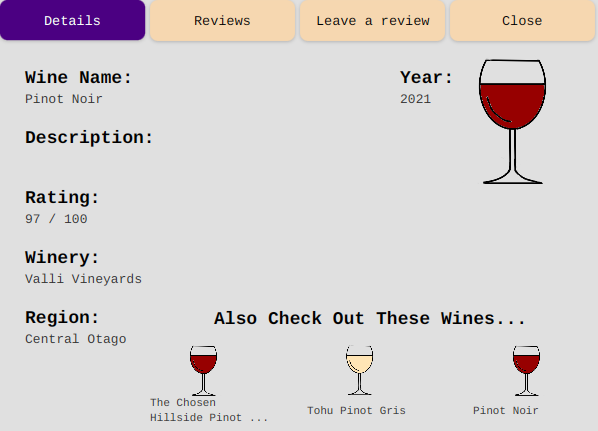 Details Reviews Leave a review Close
Wine Name: Year:
Pinot Noir 2021
Description:
Rating:
97 / 100
Winery:
Valli Vineyards
Region:
Central Otago
Also Check Out These Wines...
The Chosen
Hillside Pinot ...
Tohu Pinot Gris
Pinot Noir